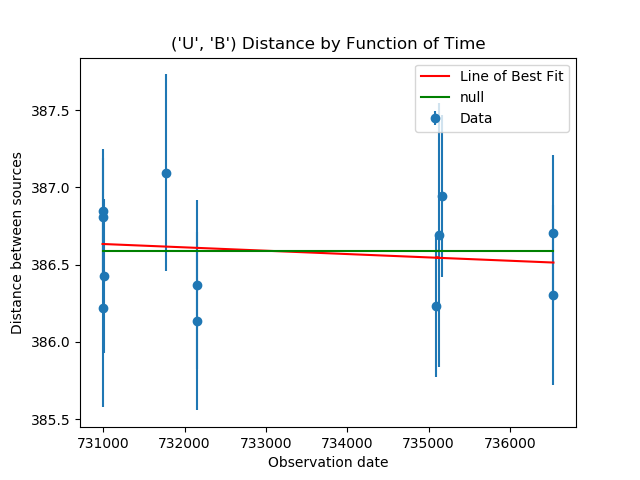 ('U', 'B') Distance by Function of Time
Line of Best Fit
null
Data
387.5
387.0
386.5
386.0
385.5
Distance between sources
731000 732000 733000 734000 735000 736000
Observation date